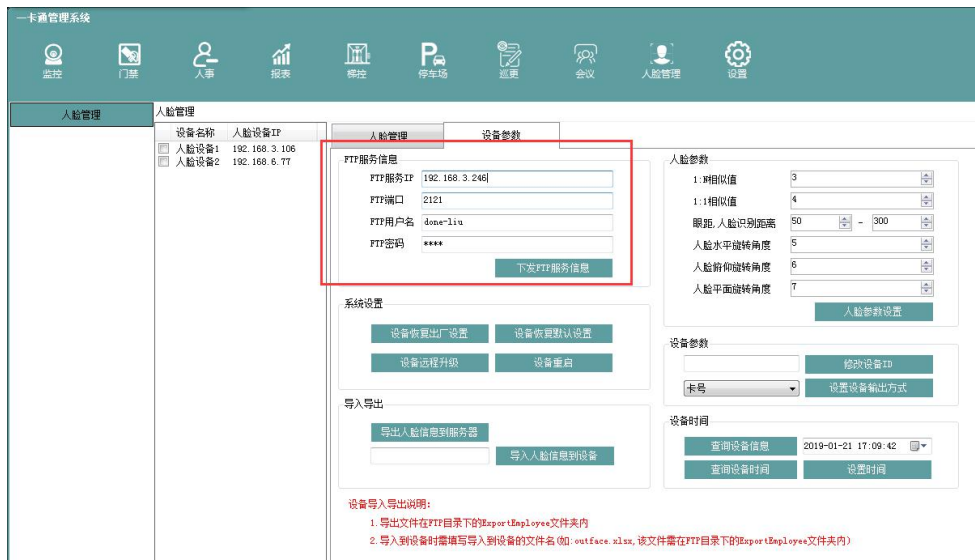 一卡通管理系统
监控 门禁 人事 报表 梯控 停车场 巡更 会议 人脸管理 设置
人脸管理
人脸管理
设备名称 人脸设备IP
人脸设备1 192.168.3.106
人脸设备2 192.168.6.77
人脸管理 设备参数
FTP服务信息
FTP服务IP 192.168.3.246
FTP端口 2121
FTP用户名 done-liu
FTP密码 ****
下发FTP服务信息
系统设置
设备恢复出厂设置 设备恢复默认设置
设备远程升级 设备重启
导入导出
导出人脸信息到服务器
导入人脸信息到设备
人脸参数
1:N相似值 3
1:1相似值 4
眼距,人脸识别距离 50 - 300
人脸水平旋转角度 5
人脸俯仰旋转角度 6
人脸平面旋转角度 7
人脸参数设置
设备参数
修改设备ID
卡号 设置设备输出方式
设备时间
查询设备信息 2019-01-21 17:09:42
查询设备时间 设置时间
设备导入导出说明:
1.导出文件在FTP目录下的ExportEmployee文件夹内
2.导入到设备时需填写导入到设备的文件名(如:outface.xlsx,该文件需在FTP目录下的ExportEmployee文件夹内)